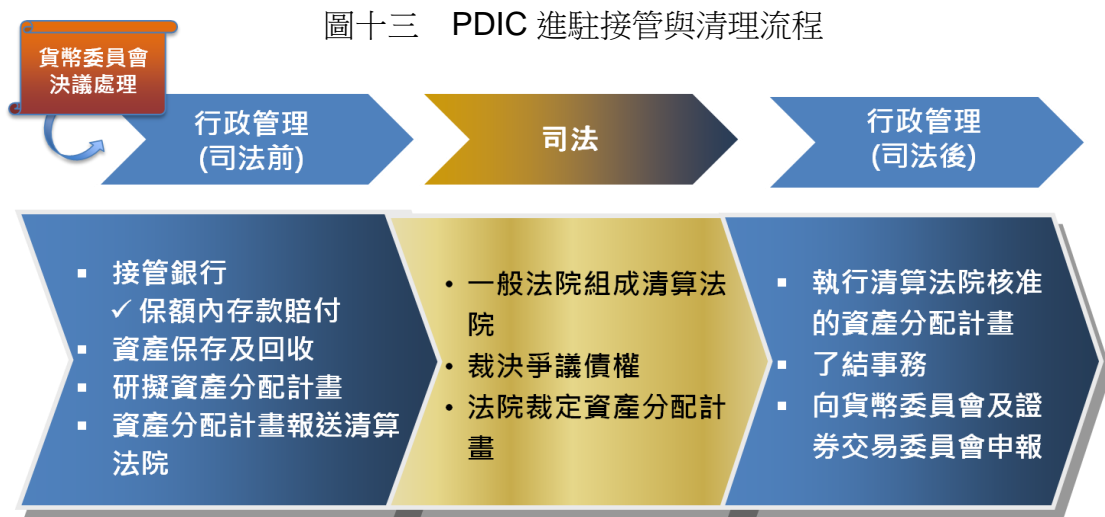 圖十三 PDIC 進駐接管與清理流程
貨幣委員會
決議處理
行政管理
(司法前)
司法
行政管理
(司法後)
▪ 接管銀行
✓保額內存款賠付
▪ 資產保存及回收
▪ 研擬資產分配計畫
▪ 資產分配計畫報送清算
法院
• 一般法院組成清算法
院
• 裁決爭議債權
• 法院裁定資產分配計
畫
▪ 執行清算法院核准
的資產分配計畫
▪ 了結事務
▪ 向貨幣委員會及證
券交易委員會申報